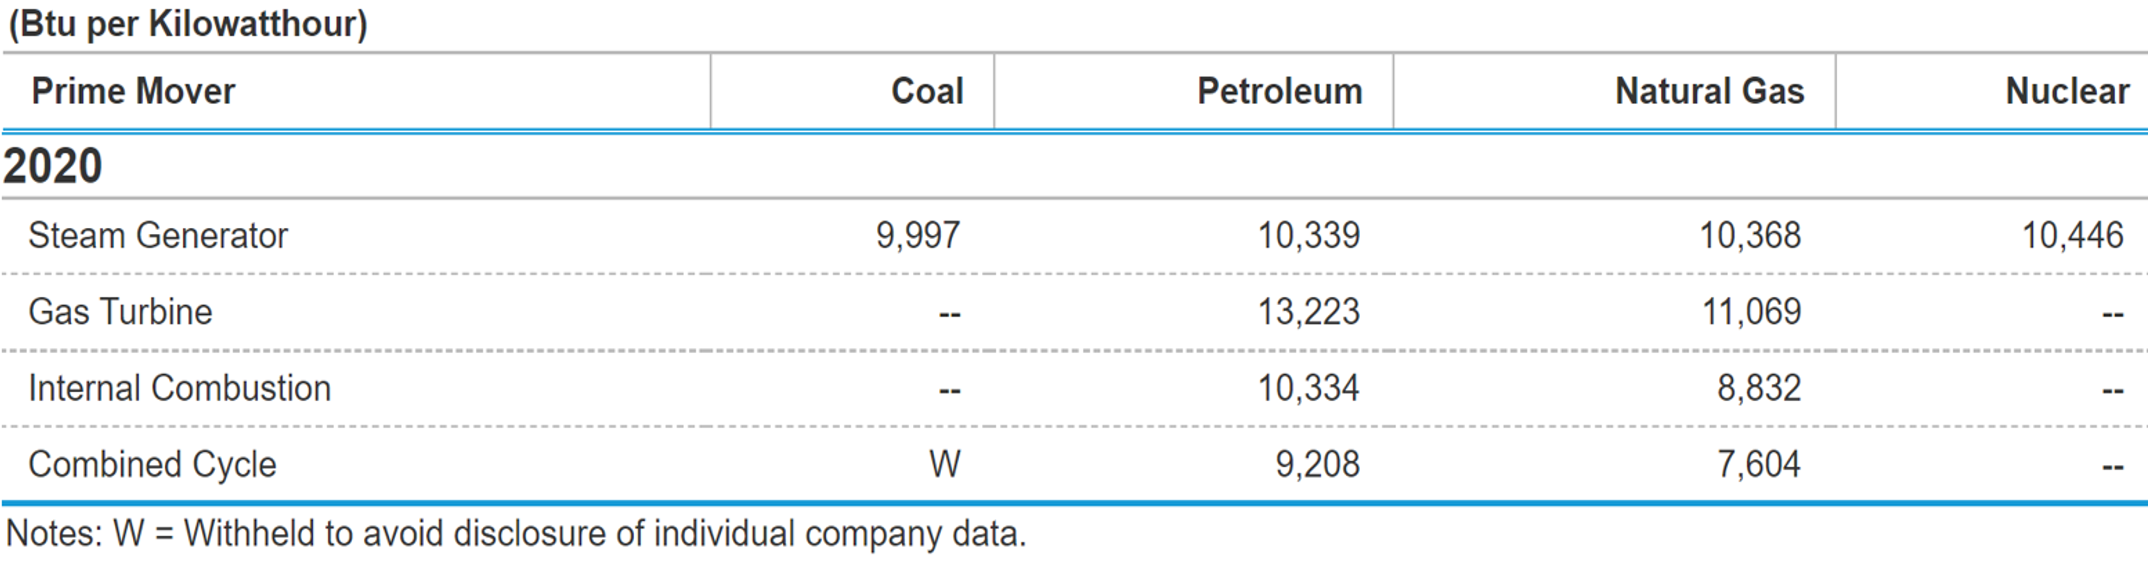 (Btu per Kilowatthour)
Prime Mover Coal Petroleum Natural Gas Nuclear
2020
Steam Generator 9,997 10,339 10,368 10,446
Gas Turbine -- 13,223 11,069 --
Internal Combustion -- 10,334 8,832 --
Combined Cycle W 9,208 7,604 --
Notes: W = Withheld to avoid disclosure of individual company data.